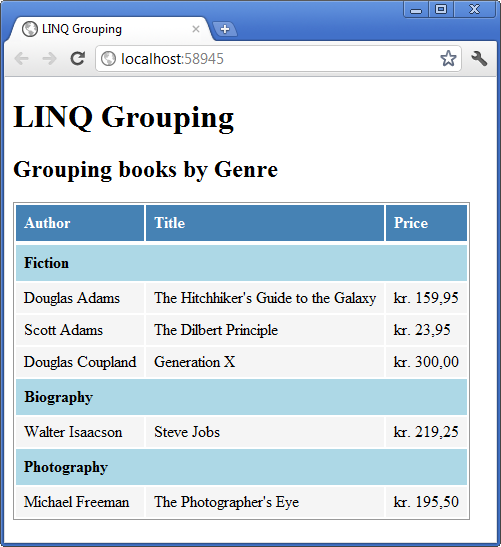 LINQ Grouping
localhost:58945
LINQ Grouping
Grouping books by Genre
Author Title Price
Fiction
Douglas Adams The Hitchhiker's Guide to the Galaxy kr. 159,95
Scott Adams The Dilbert Principle kr. 23,95
Douglas Coupland Generation X kr. 300,00
Biography
Walter Isaacson Steve Jobs kr. 219,25
Photography
Michael Freeman The Photographer's Eye kr. 195,50